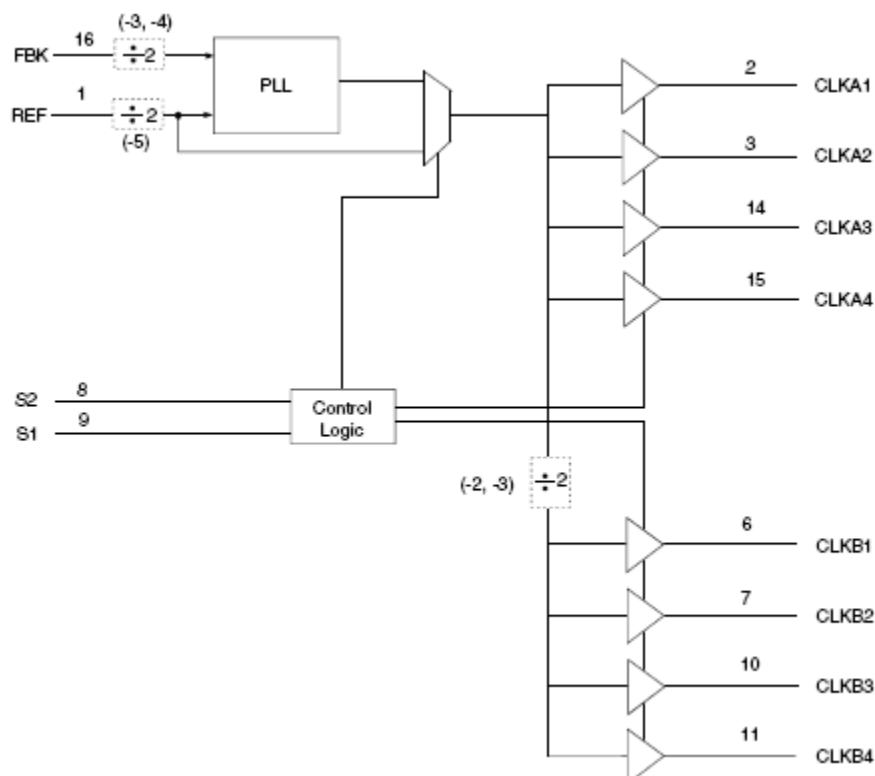 (-3, -4)
FBK 16 ÷2
PLL
REF 1 ÷2
(-5)
2 CLKA1
3 CLKA2
14 CLKA3
15 CLKA4
S2 8
S1 9
Control
Logic
(-2, -3) ÷2
6 CLKB1
7 CLKB2
10 CLKB3
11 CLKB4